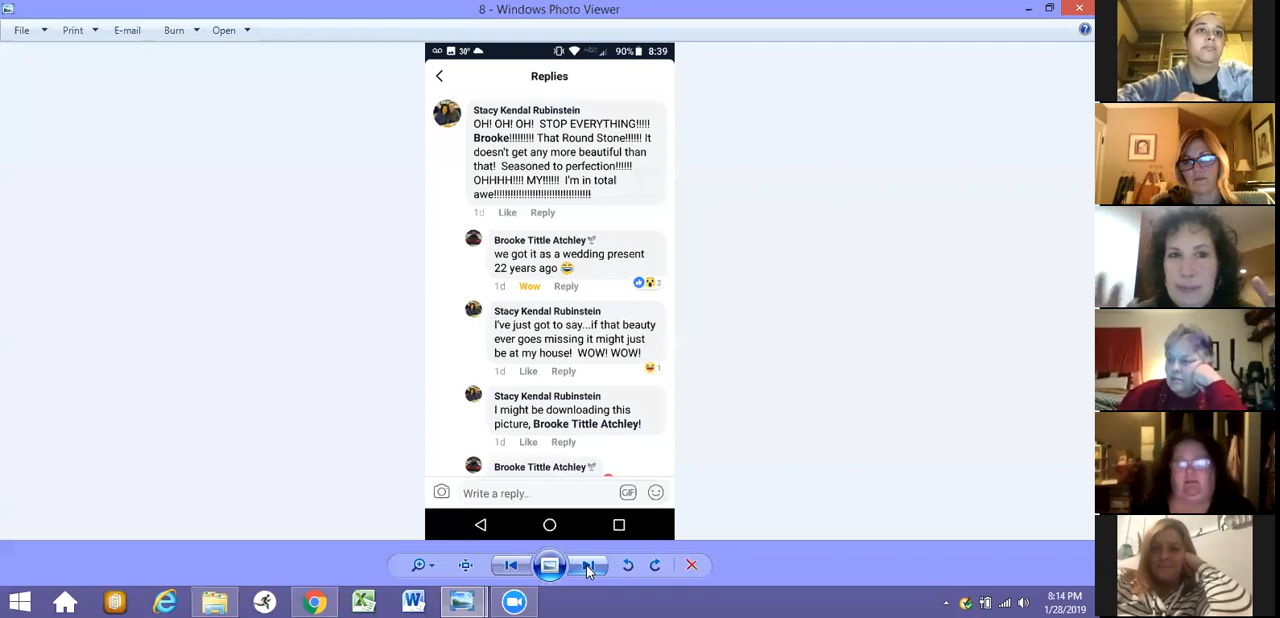 8 - Windows Photo Viewer
File Print E-mail Burn Open
38° 90% 8:39
Replies
Stacy Kendal Rubinstein
OH! OH! OH!  STOP EVERYTHING!!!!!
Brooke!!!!!!!!! That Round Stone!!!!!! It
doesn't get any more beautiful than
that!  Seasoned to perfection!!!!!!
OHHHH!!!! MY!!!!!!  I'm in total
awe!!!!!!!!!!!!!!!!!!!!!!!!!!!!!!!!!!!!
1d Like Reply
Brooke Tittle Atchley
we got it as a wedding present
22 years ago 😂
1d Wow Reply 2
Stacy Kendal Rubinstein
I've just got to say...if that beauty
ever goes missing it might just
be at my house!  WOW! WOW!
1d Like Reply 1
Stacy Kendal Rubinstein
I might be downloading this
picture, Brooke Tittle Atchley!
1d Like Reply
Brooke Tittle Atchley
Write a reply... GIF
8:14 PM
1/28/2019